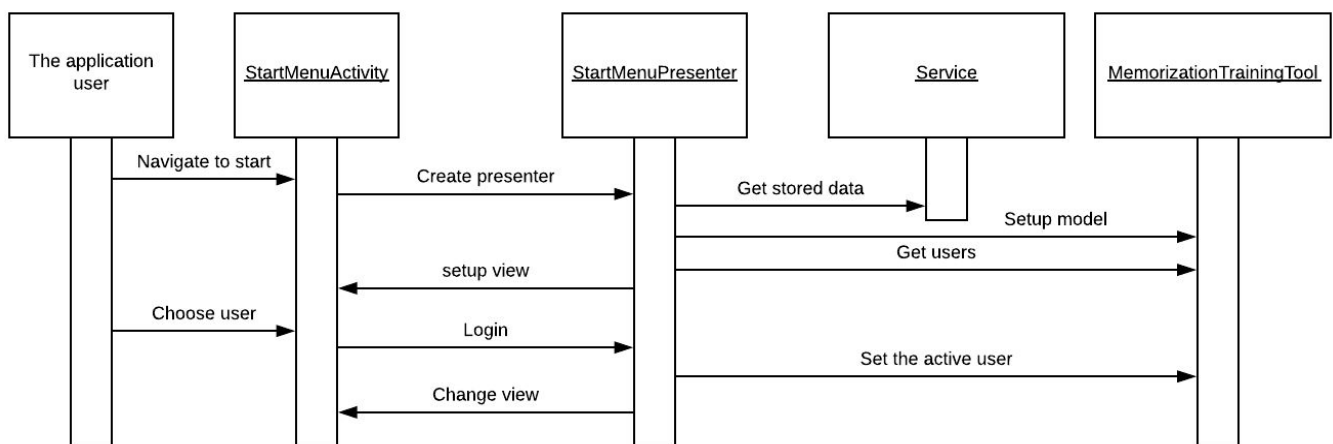 The application
user
StartMenuActivity
StartMenuPresenter
Service
MemorizationTrainingTool
Navigate to start
Create presenter
Get stored data
Setup model
Get users
setup view
Choose user
Login
Set the active user
Change view